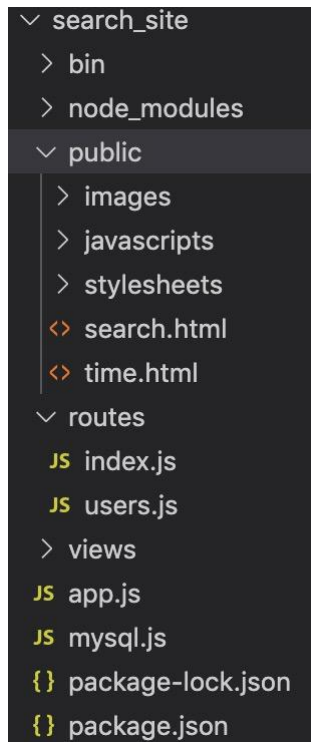 search_site
bin
node_modules
public
images
javascripts
stylesheets
<> search.html
<> time.html
routes
JS index.js
JS users.js
views
JS app.js
JS mysql.js
{} package-lock.json
{} package.json